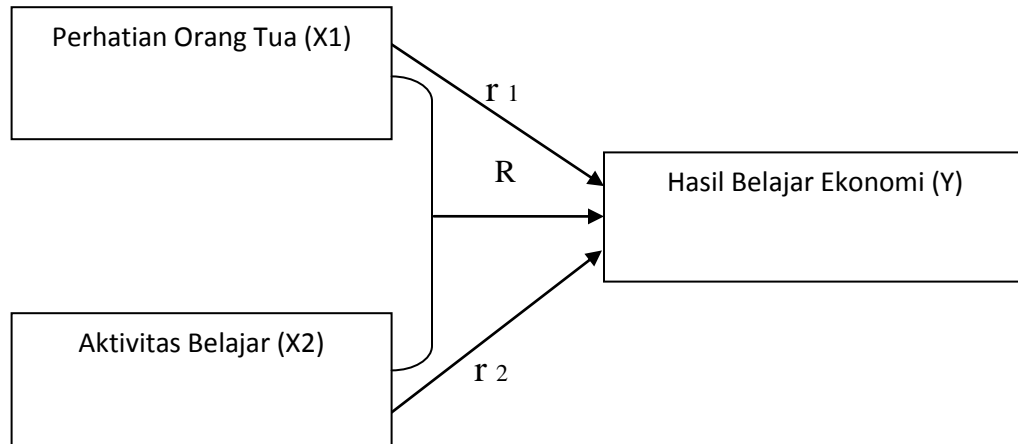 Perhatian Orang Tua (X1)
r 1
R
Hasil Belajar Ekonomi (Y)
Aktivitas Belajar (X2)
r 2